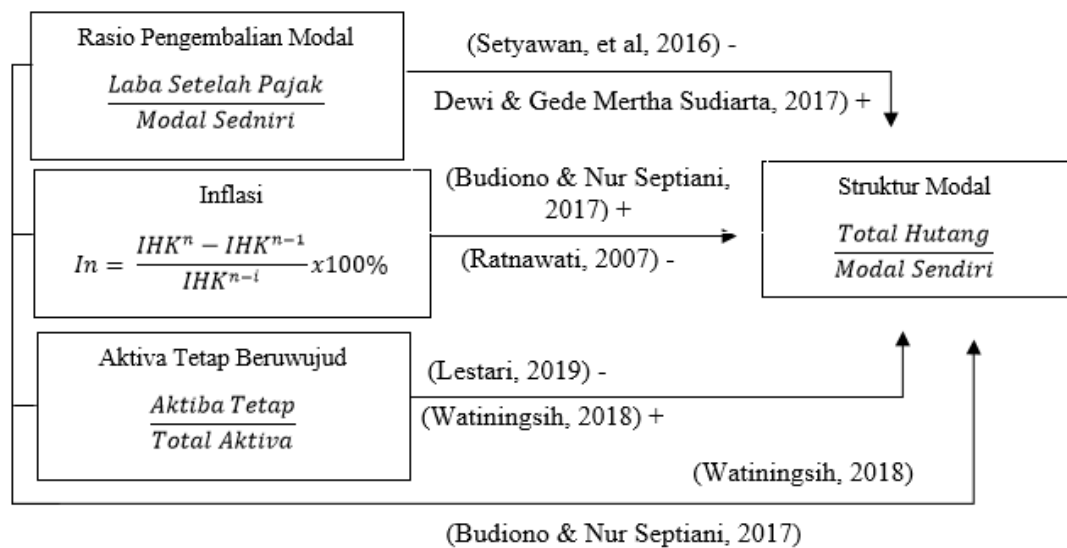 Rasio Pengembalian Modal
Laba Setelah Pajak
Modal Sedniri
(Setyawan, et al, 2016) -
Dewi & Gede Mertha Sudiarta, 2017) +
Inflasi
In = IHK^n − IHK^n−1 / IHK^n−i x100%
(Budiono & Nur Septiani,
2017) +
(Ratnawati, 2007) -
Struktur Modal
Total Hutang
Modal Sendiri
Aktiva Tetap Beruwujud
Aktiba Tetap
Total Aktiva
(Lestari, 2019) -
(Watiningsih, 2018) +
(Watiningsih, 2018)
(Budiono & Nur Septiani, 2017)